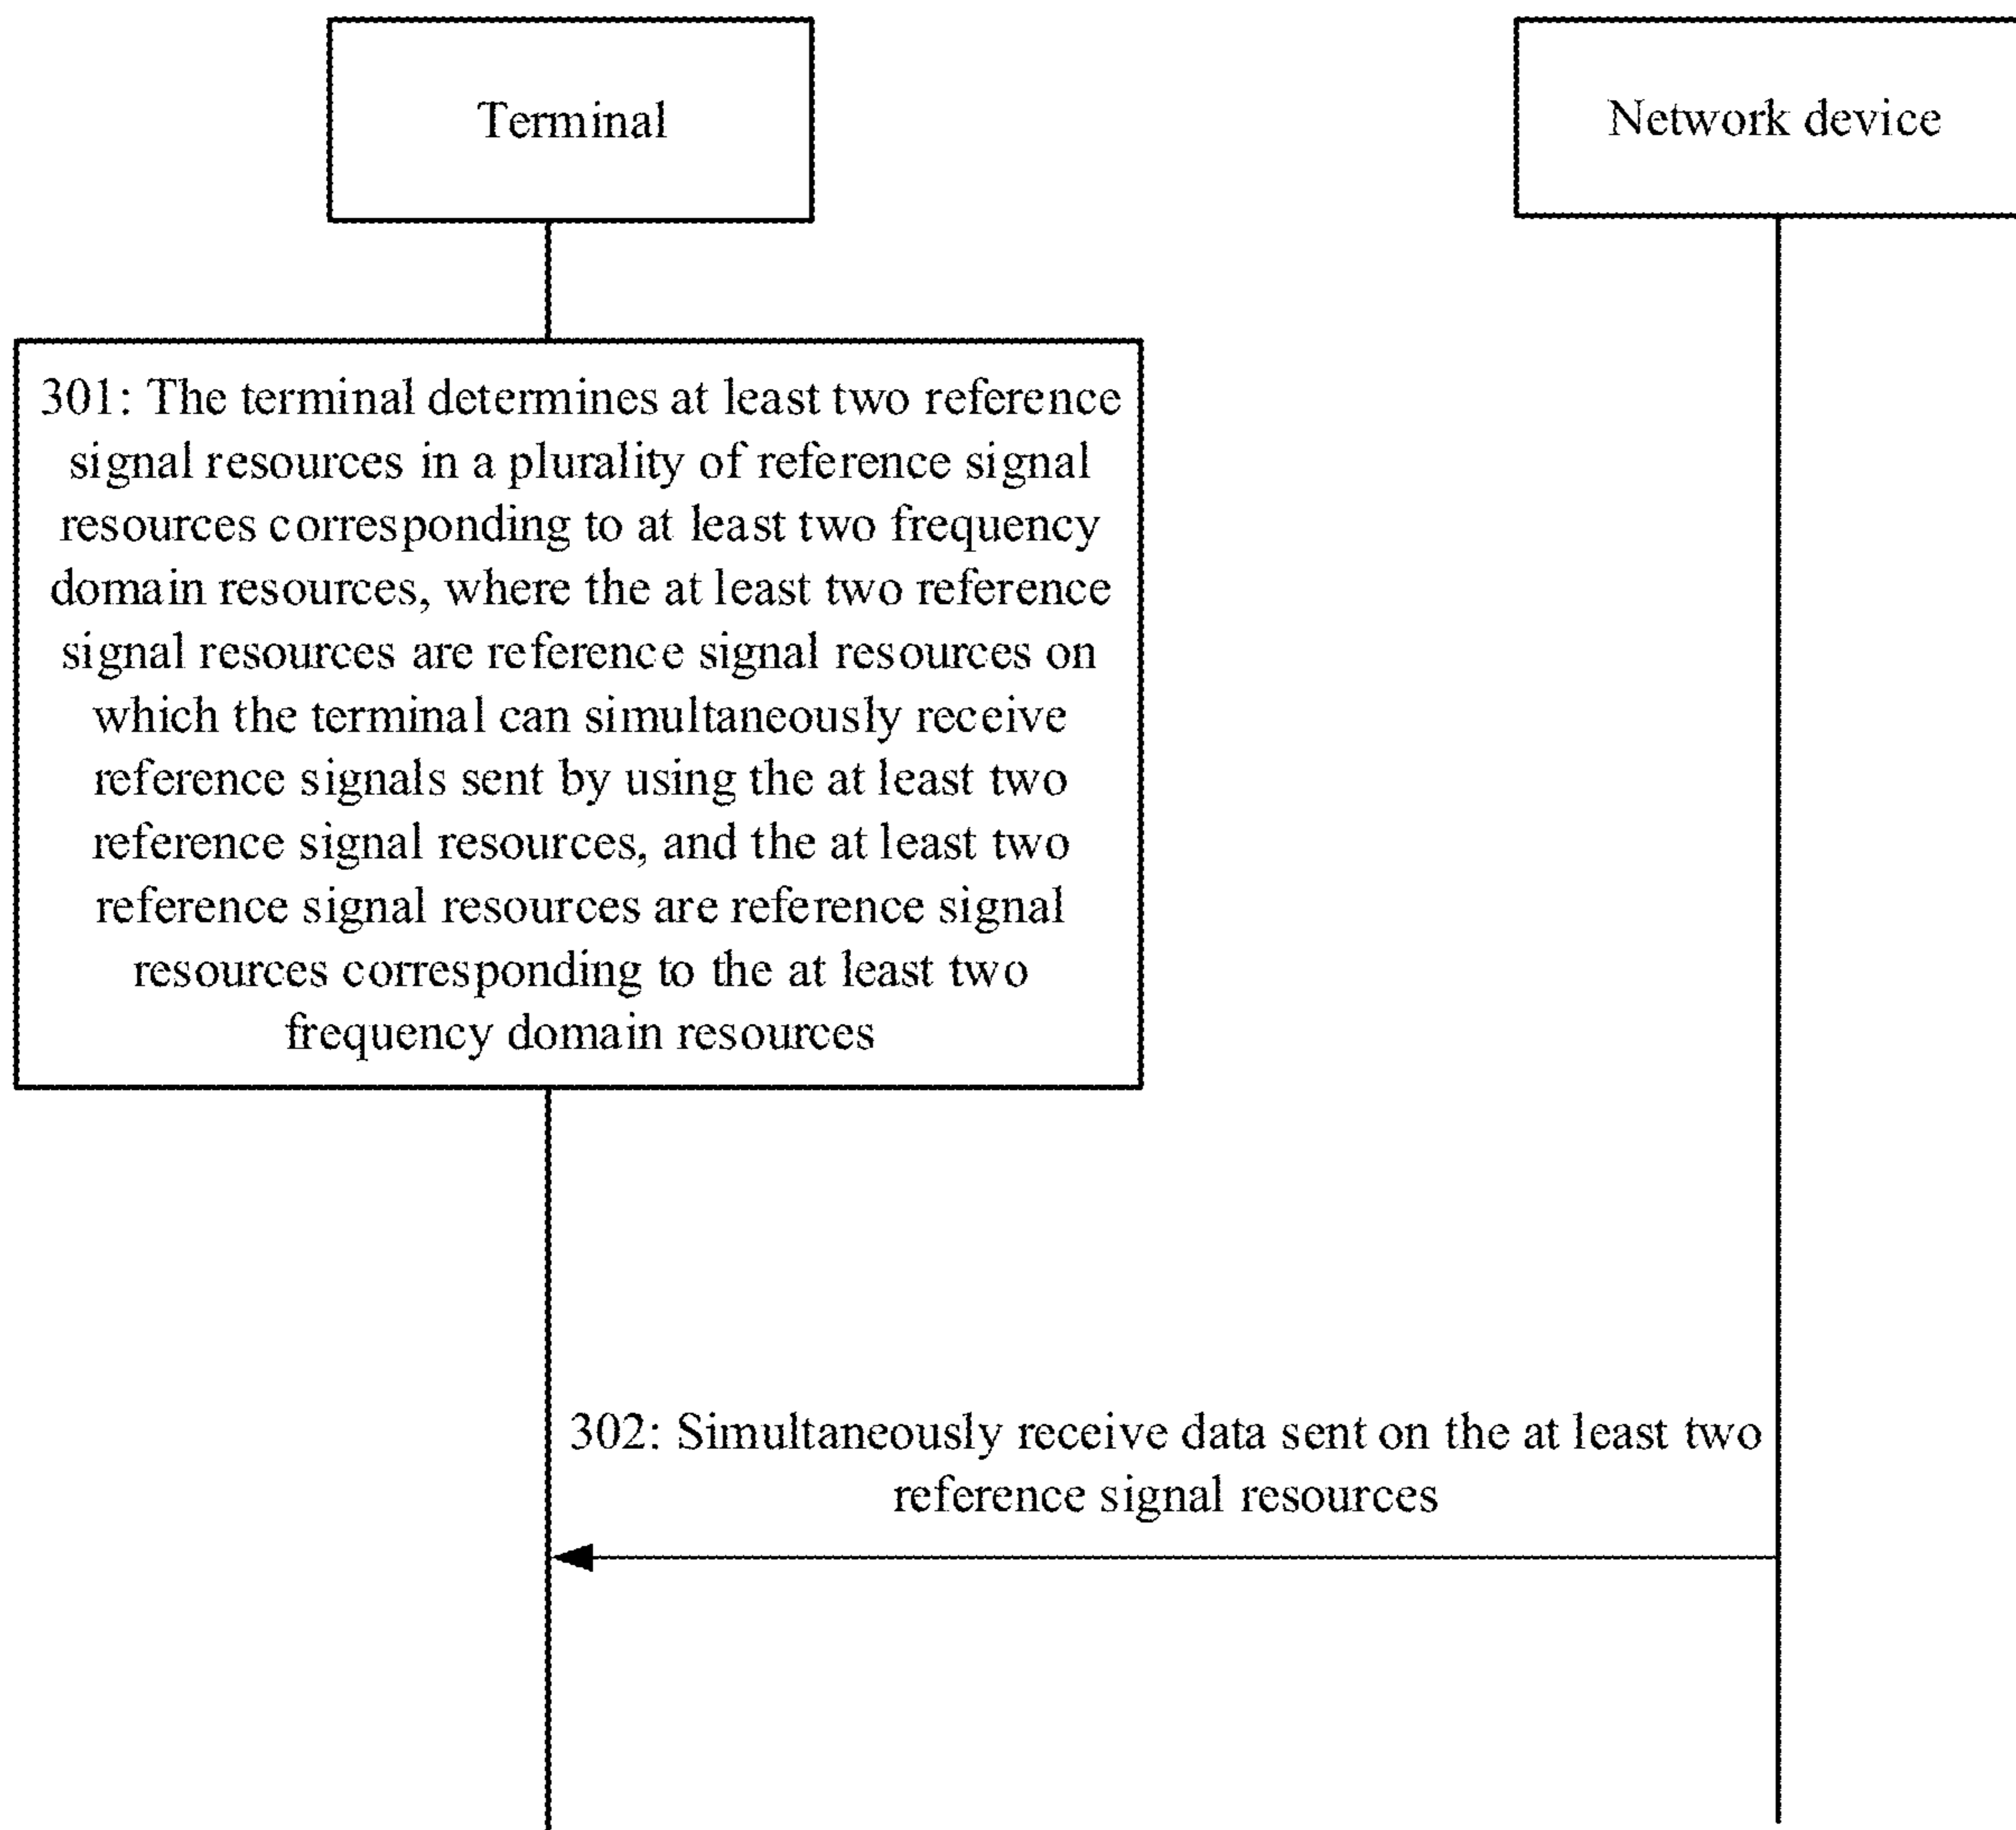 Terminal
Network device
301: The terminal determines at least two reference
signal resources in a plurality of reference signal
resources corresponding to at least two frequency
domain resources, where the at least two reference
signal resources are reference signal resources on
which the terminal can simultaneously receive
reference signals sent by using the at least two
reference signal resources, and the at least two
reference signal resources are reference signal
resources corresponding to the at least two
frequency domain resources
302: Simultaneously receive data sent on the at least two
reference signal resources